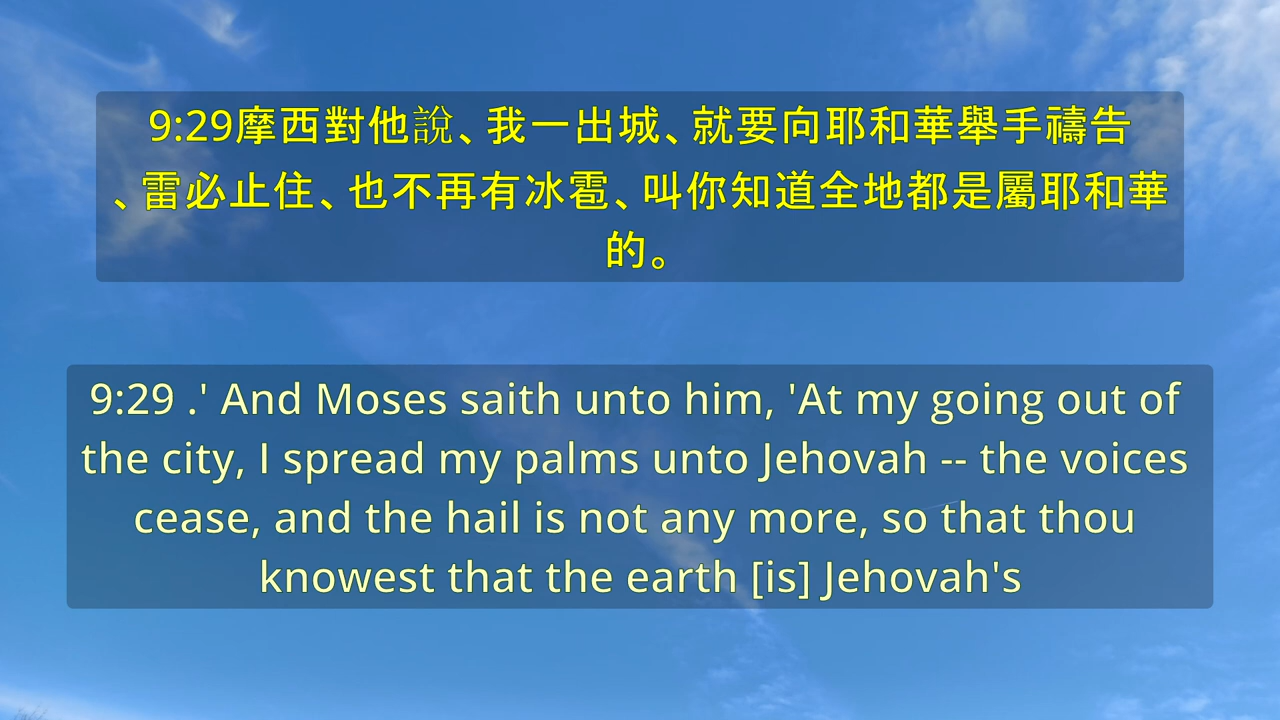 9:29摩西對他說、我一出城、就要向耶和華舉手禱告
、雷必止住、也不再有冰雹、叫你知道全地都是屬耶和華
的。
9:29 .' And Moses saith unto him, 'At my going out of
the city, I spread my palms unto Jehovah -- the voices
cease, and the hail is not any more, so that thou
knowest that the earth [is] Jehovah's